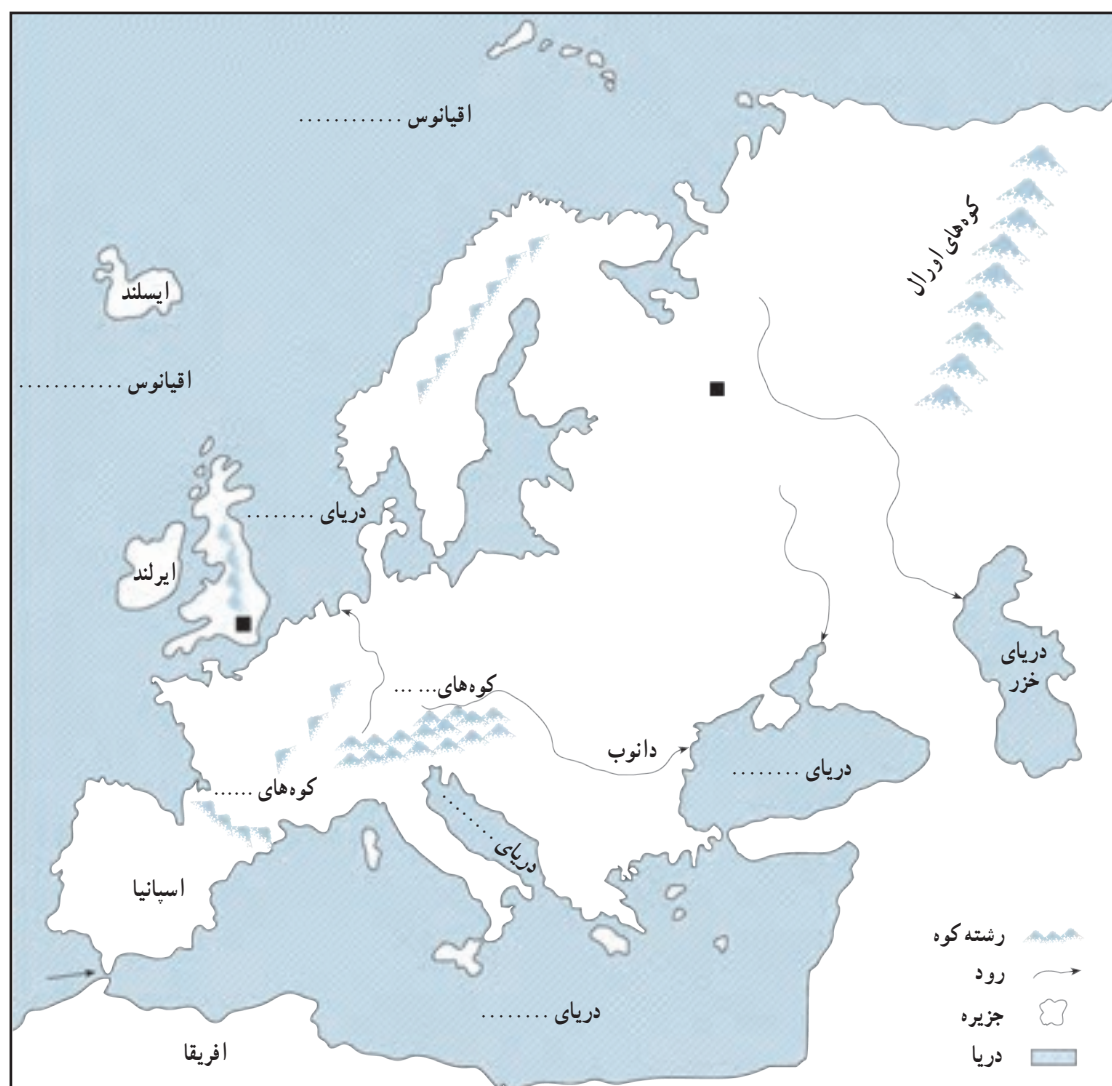 اقیانوس ............
کوه‌های اورال
ایسلند
اقیانوس ............
دریای ........
ایرلند
دریای
خزر
کوه‌های ... ...
دانوب
دریای ........
کوه‌های ......
دریای ........
اسپانیا
رشته کوه
رود
دریای ........
جزیره
افریقا
دریا